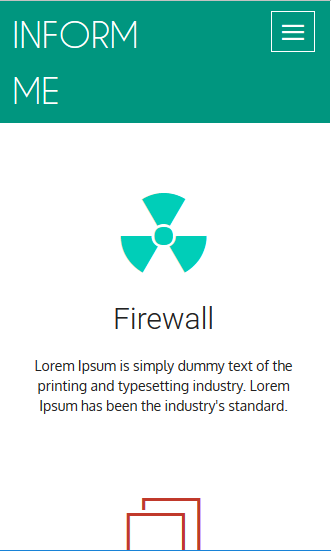 INFORM
ME
Firewall
Lorem Ipsum is simply dummy text of the
printing and typesetting industry. Lorem
Ipsum has been the industry's standard.